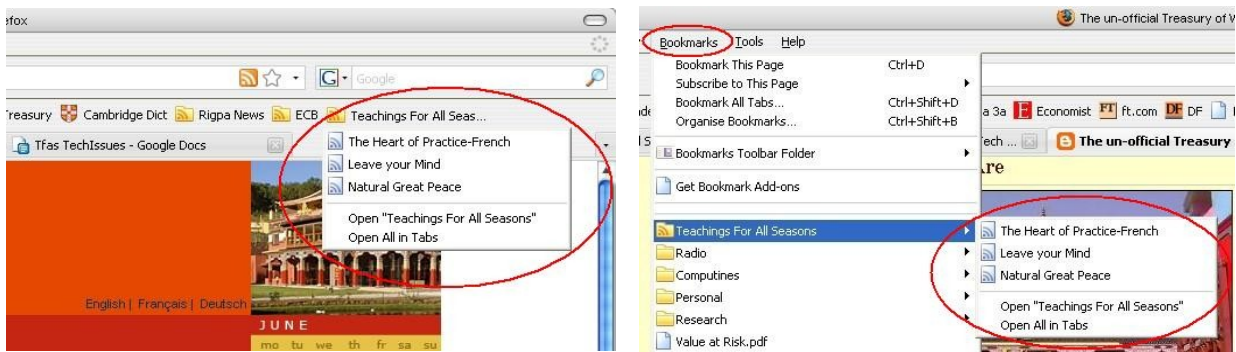 efox
Google
Treasury Cambridge Dict Rigpa News ECB Teachings For All Seas...
Tfas TechIssues - Google Docs
The Heart of Practice-French
Leave your Mind
Natural Great Peace
Open "Teachings For All Seasons"
Open All in Tabs
English | Français | Deutsch
JUNE
mo tu we th fr sa su
The un-official Treasury of W
Bookmarks Tools Help
Bookmark This Page Ctrl+D
Subscribe to This Page
Bookmark All Tabs... Ctrl+Shift+D
Organise Bookmarks... Ctrl+Shift+B
Bookmarks Toolbar Folder
Get Bookmark Add-ons
Teachings For All Seasons
Radio
Computines
Personal
Research
Value at Risk.pdf
a 3a Economist FT ft.com DF DF
ech ... The un-official Treasury
Are
The Heart of Practice-French
Leave your Mind
Natural Great Peace
Open "Teachings For All Seasons"
Open All in Tabs